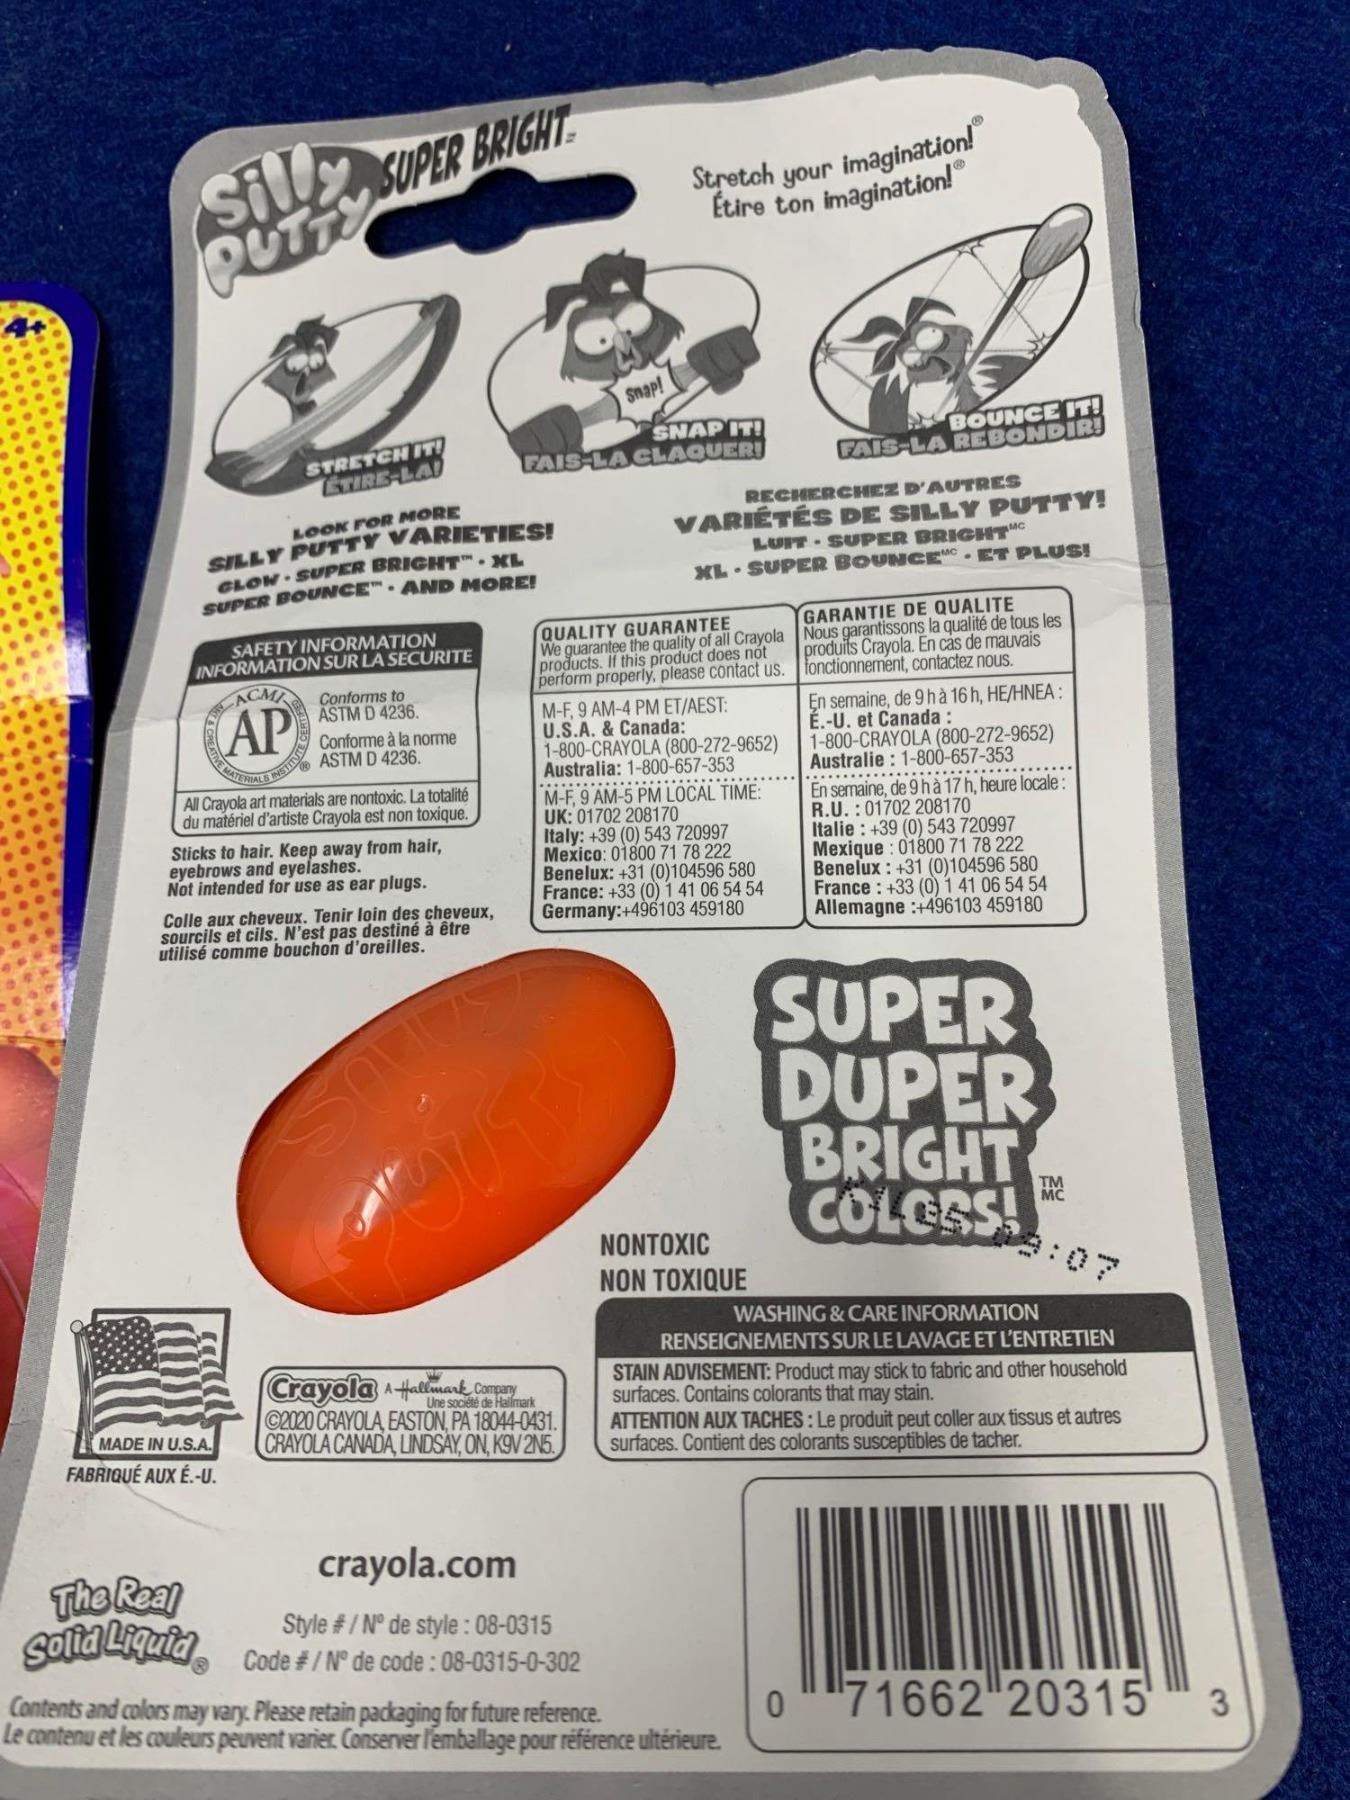 4+
Silly
PUTTY
SUPER BRIGHT™
Stretch your imagination!®
Étire ton imagination!®
STRETCH IT!
ÉTIRE-LA!
Snap!
SNAP IT!
FAIS-LA CLAQUER!
BOUNCE IT!
FAIS-LA REBONDIR!
LOOK FOR MORE
SILLY PUTTY VARIETIES!
GLOW • SUPER BRIGHT™ • XL
SUPER BOUNCE™ • AND MORE!
RECHERCHEZ D'AUTRES
VARIÉTÉS DE SILLY PUTTY!
LUIT • SUPER BRIGHT MC
XL • SUPER BOUNCE MC • ET PLUS!
SAFETY INFORMATION
INFORMATION SUR LA SECURITE
ACMI
AP
ART & CREATIVE MATERIALS INSTITUTE CERTIFIED
®
Conforms to
ASTM D 4236.
Conforme à la norme
ASTM D 4236.
All Crayola art materials are nontoxic. La totalité
du matériel d'artiste Crayola est non toxique.
Sticks to hair. Keep away from hair,
eyebrows and eyelashes.
Not intended for use as ear plugs.
Colle aux cheveux. Tenir loin des cheveux,
sourcils et cils. N'est pas destiné à être
utilisé comme bouchon d'oreilles.
QUALITY GUARANTEE
We guarantee the quality of all Crayola
products. If this product does not
perform properly, please contact us.
M-F, 9 AM-4 PM ET/AEST:
U.S.A. & Canada:
1-800-CRAYOLA (800-272-9652)
Australia: 1-800-657-353
M-F, 9 AM-5 PM LOCAL TIME:
UK: 01702 208170
Italy: +39 (0) 543 720997
Mexico: 01800 71 78 222
Benelux: +31 (0)104596 580
France: +33 (0) 1 41 06 54 54
Germany:+496103 459180
GARANTIE DE QUALITE
Nous garantissons la qualité de tous les
produits Crayola. En cas de mauvais
fonctionnement, contactez nous.
En semaine, de 9 h à 16 h, HE/HNEA :
É.-U. et Canada :
1-800-CRAYOLA (800-272-9652)
Australie : 1-800-657-353
En semaine, de 9 h à 17 h, heure locale :
R.U. : 01702 208170
Italie : +39 (0) 543 720997
Mexique : 01800 71 78 222
Benelux : +31 (0)104596 580
France : +33 (0) 1 41 06 54 54
Allemagne :+496103 459180
SILLY
PUTTY
SUPER
DUPER
BRIGHT
COLORS!
TM
MC
09:07
NONTOXIC
NON TOXIQUE
WASHING & CARE INFORMATION
RENSEIGNEMENTS SUR LE LAVAGE ET L'ENTRETIEN
STAIN ADVISEMENT: Product may stick to fabric and other household
surfaces. Contains colorants that may stain.
ATTENTION AUX TACHES : Le produit peut coller aux tissus et autres
surfaces. Contient des colorants susceptibles de tacher.
MADE IN U.S.A.
FABRIQUÉ AUX É.-U.
Crayola A Hallmark Company
Une société de Hallmark
©2020 CRAYOLA, EASTON, PA 18044-0431.
CRAYOLA CANADA, LINDSAY, ON, K9V 2N5.
crayola.com
The Real
Solid Liquid®
Style # / Nº de style : 08-0315
Code # / Nº de code : 08-0315-0-302
Contents and colors may vary. Please retain packaging for future reference.
Le contenu et les couleurs peuvent varier. Conserver l'emballage pour référence ultérieure.
0 71662 20315 3